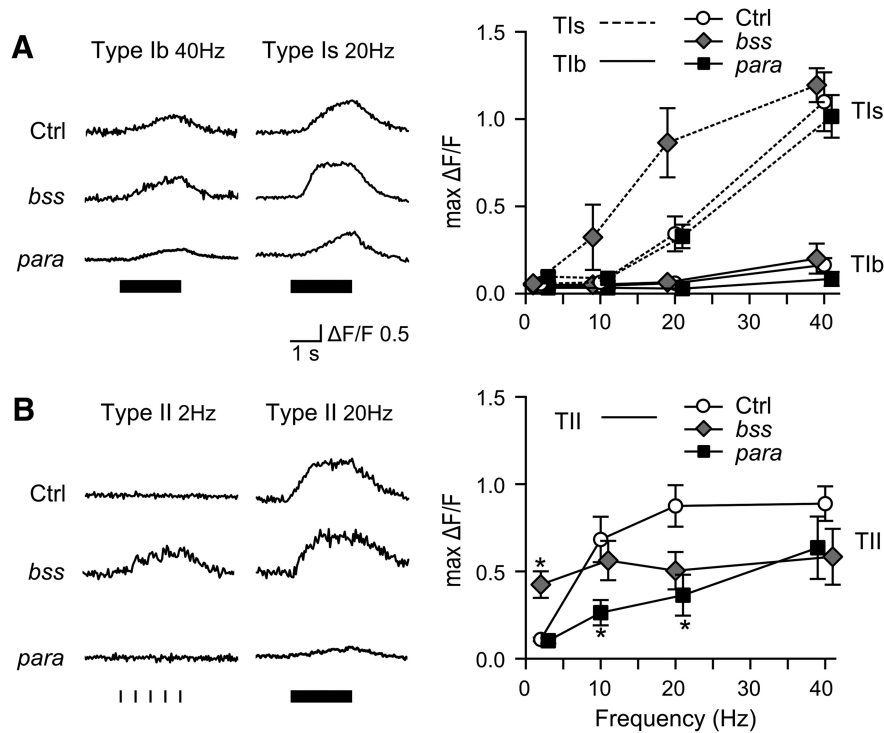 A
Type Ib 40Hz
Type Is 20Hz
Ctrl
bss
para
ΔF/F 0.5
1 s
TIs
TIb
Ctrl
bss
para
1.5
1.0
0.5
0.0
max ΔF/F
0
10
20
30
40
TIs
TIb
B
Type II 2Hz
Type II 20Hz
Ctrl
bss
para
TII
Ctrl
bss
para
1.5
1.0
0.5
0.0
max ΔF/F
*
*
*
TII
0
10
20
30
40
Frequency (Hz)